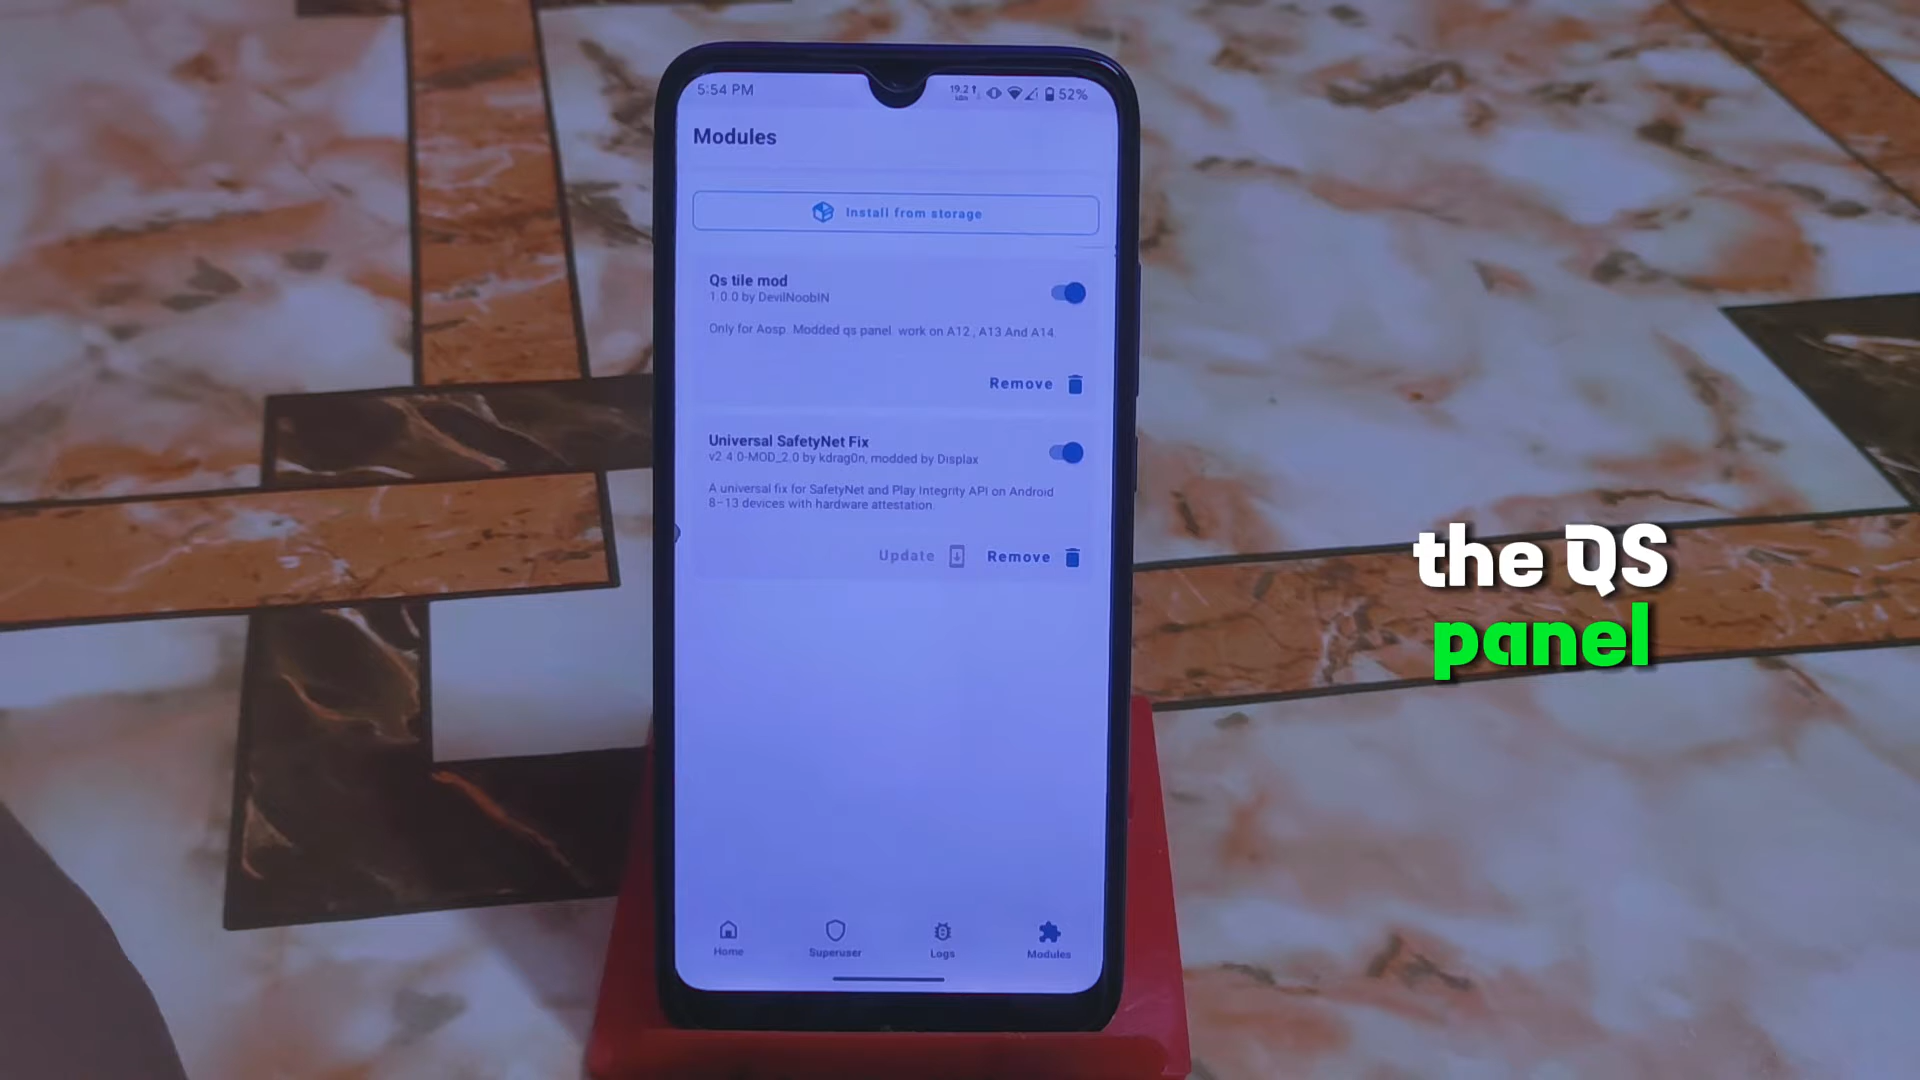 5:54 PM
19.2
52%
Modules
Install from storage
Qs tile mod
1.0.0 by DevilNoobIN
Only for Aosp. Modded qs panel. work on A12 , A13 And A14.
Remove
Universal SafetyNet Fix
v2.4.0-MOD_2.0 by kdrag0n, modded by Displax
A universal fix for SafetyNet and Play Integrity API on Android
8–13 devices with hardware attestation.
Update
Remove
the QS
panel
Home
Superuser
Logs
Modules